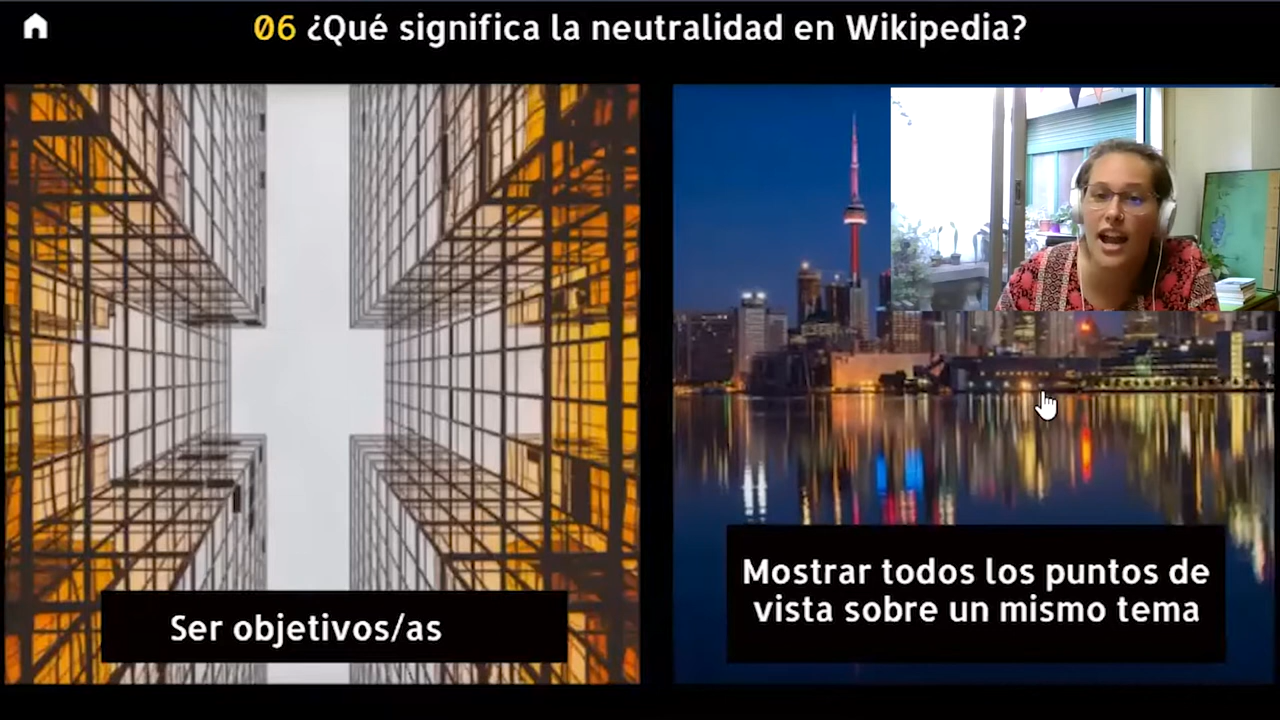 06 ¿Qué significa la neutralidad en Wikipedia?
Ser objetivos/as
Mostrar todos los puntos de
vista sobre un mismo tema